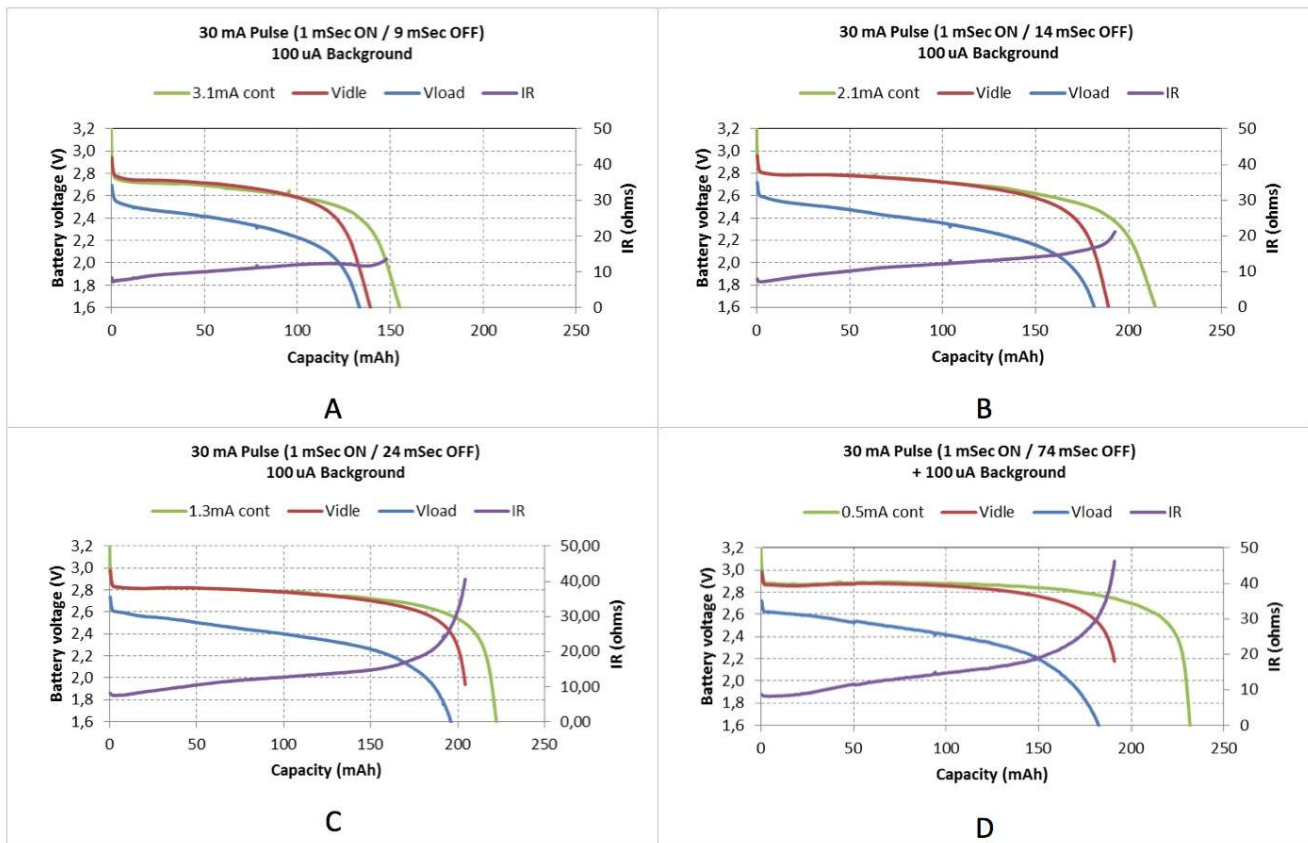 30 mA Pulse (1 mSec ON / 9 mSec OFF)
100 uA Background
3.1mA cont Vidle Vload IR
Battery voltage (V)
3,2
3,0
2,8
2,6
2,4
2,2
2,0
1,8
1,6
50
40
30
20
10
0
IR (ohms)
0 50 100 150 200 250
Capacity (mAh)
A
30 mA Pulse (1 mSec ON / 14 mSec OFF)
100 uA Background
2.1mA cont Vidle Vload IR
Battery voltage (V)
3,2
3,0
2,8
2,6
2,4
2,2
2,0
1,8
1,6
50
40
30
20
10
0
IR (ohms)
0 50 100 150 200 250
Capacity (mAh)
B
30 mA Pulse (1 mSec ON / 24 mSec OFF)
100 uA Background
1.3mA cont Vidle Vload IR
Battery voltage (V)
3,2
3,0
2,8
2,6
2,4
2,2
2,0
1,8
1,6
50,00
40,00
30,00
20,00
10,00
0,00
IR (ohms)
0 50 100 150 200 250
Capacity (mAh)
C
30 mA Pulse (1 mSec ON / 74 mSec OFF)
+ 100 uA Background
0.5mA cont Vidle Vload IR
Battery voltage (V)
3,2
3,0
2,8
2,6
2,4
2,2
2,0
1,8
1,6
50
40
30
20
10
0
IR (ohms)
0 50 100 150 200 250
Capacity (mAh)
D